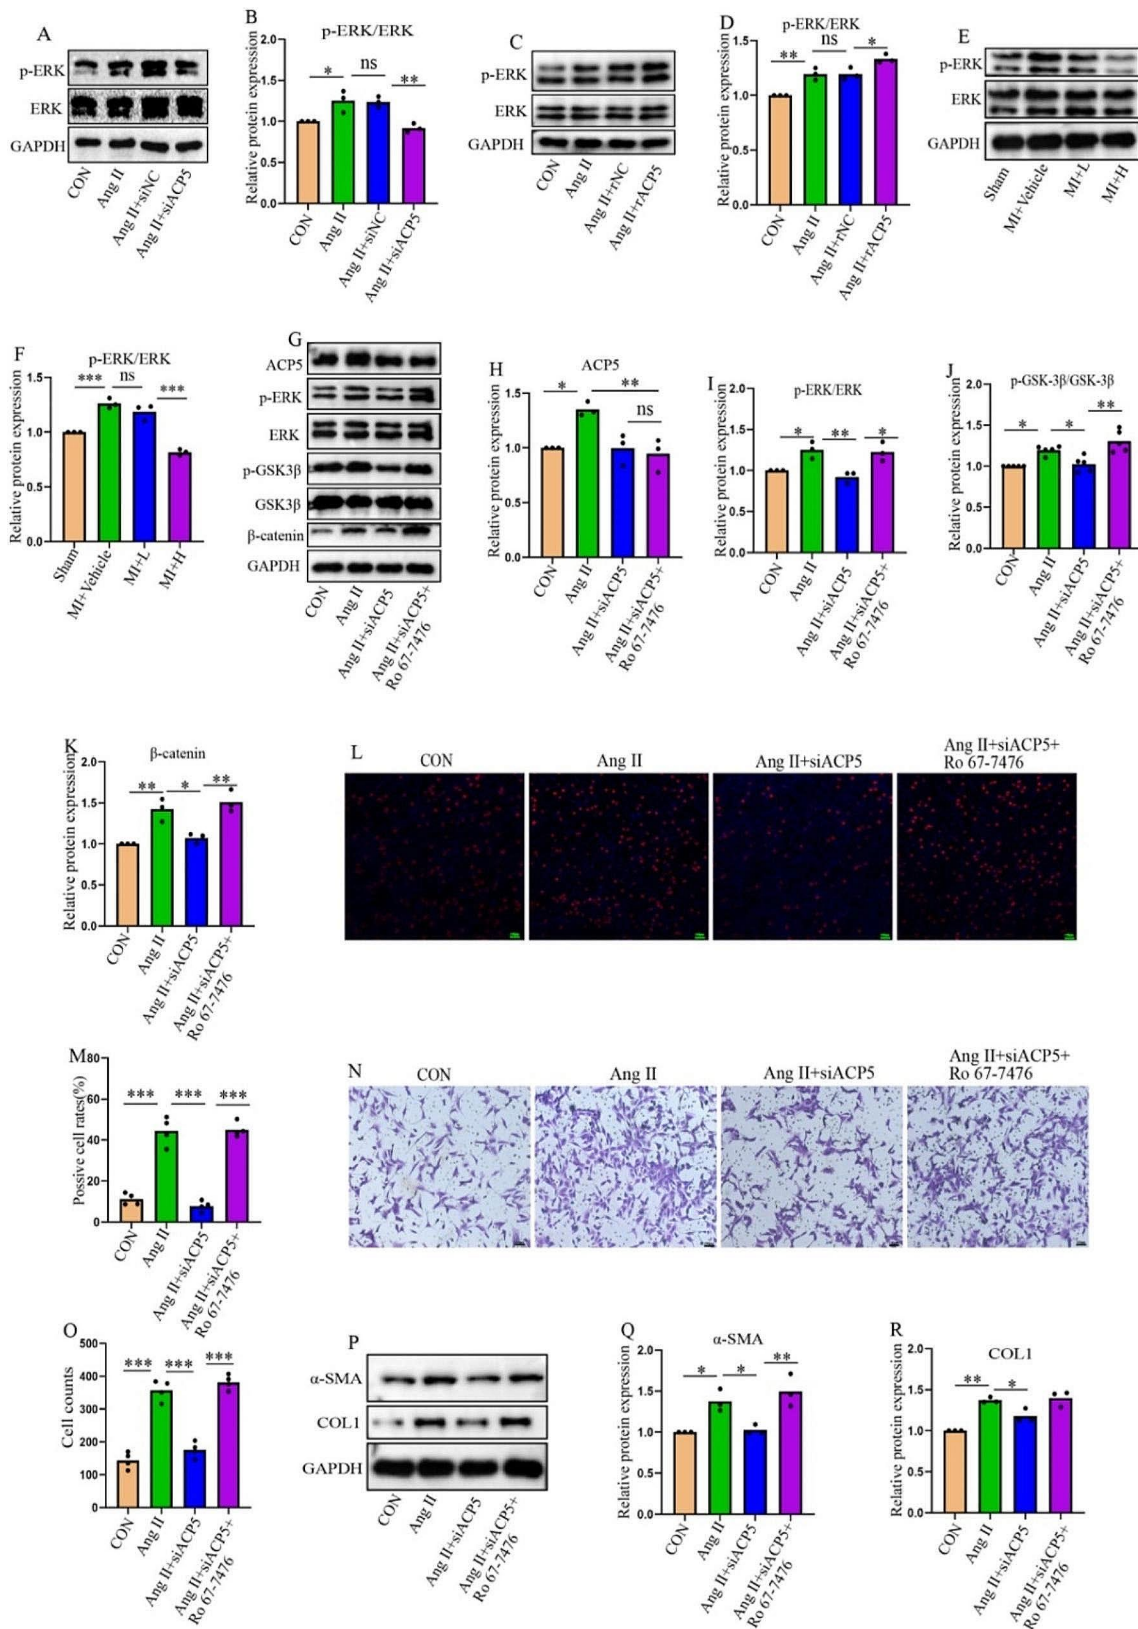 A
p-ERK
ERK
GAPDH
CON
Ang II
Ang II+siNC
Ang II+siACP5
B
p-ERK/ERK
Relative protein expression
2.0
1.5
1.0
0.5
0.0
*
ns
**
CON
Ang II
Ang II+siNC
Ang II+siACP5
C
p-ERK
ERK
GAPDH
CON
Ang II
Ang II+rNC
Ang II+rACP5
D
p-ERK/ERK
Relative protein expression
1.5
1.0
0.5
0.0
**
ns
*
CON
Ang II
Ang II+rNC
Ang II+rACP5
E
p-ERK
ERK
GAPDH
Sham
MI+Vehicle
MI+L
MI+H
F
p-ERK/ERK
Relative protein expression
1.5
1.0
0.5
0.0
***
ns
***
Sham
MI+Vehicle
MI+L
MI+H
G
ACP5
p-ERK
ERK
p-GSK3β
GSK3β
β-catenin
GAPDH
CON
Ang II
Ang II+siACP5
Ang II+siACP5+
Ro 67-7476
H
ACP5
Relative protein expression
1.5
1.0
0.5
0.0
*
**
ns
CON
Ang II
Ang II+siACP5
Ang II+siACP5+
Ro 67-7476
I
p-ERK/ERK
Relative protein expression
2.0
1.5
1.0
0.5
0.0
*
**
*
CON
Ang II
Ang II+siACP5
Ang II+siACP5+
Ro 67-7476
J
p-GSK-3β/GSK-3β
Relative protein expression
2.0
1.5
1.0
0.5
0.0
*
*
**
CON
Ang II
Ang II+siACP5
Ang II+siACP5+
Ro 67-7476
K
β-catenin
Relative protein expression
2.0
1.5
1.0
0.5
0.0
**
*
**
CON
Ang II
Ang II+siACP5
Ang II+siACP5+
Ro 67-7476
L
CON
Ang II
Ang II+siACP5
Ang II+siACP5+
Ro 67-7476
M
Possive cell rates(%)
80
60
40
20
0
***
***
***
CON
Ang II
Ang II+siACP5
Ang II+siACP5+
Ro 67-7476
N
CON
Ang II
Ang II+siACP5
Ang II+siACP5+
Ro 67-7476
O
Cell counts
500
400
300
200
100
0
***
***
***
CON
Ang II
Ang II+siACP5
Ang II+siACP5+
Ro 67-7476
P
α-SMA
COL1
GAPDH
CON
Ang II
Ang II+siACP5
Ang II+siACP5+
Ro 67-7476
Q
α-SMA
Relative protein expression
2.0
1.5
1.0
0.5
0.0
*
*
**
CON
Ang II
Ang II+siACP5
Ang II+siACP5+
Ro 67-7476
R
COL1
Relative protein expression
2.0
1.5
1.0
0.5
0.0
**
*
CON
Ang II
Ang II+siACP5
Ang II+siACP5+
Ro 67-7476